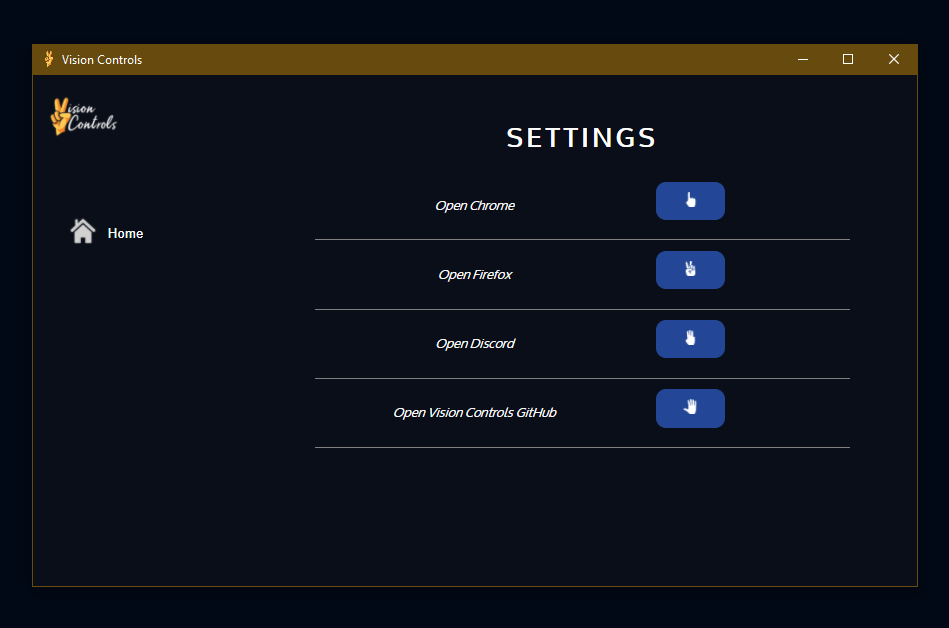 Vision Controls
Vision
Controls
SETTINGS
Home
Open Chrome
Open Firefox
Open Discord
Open Vision Controls GitHub